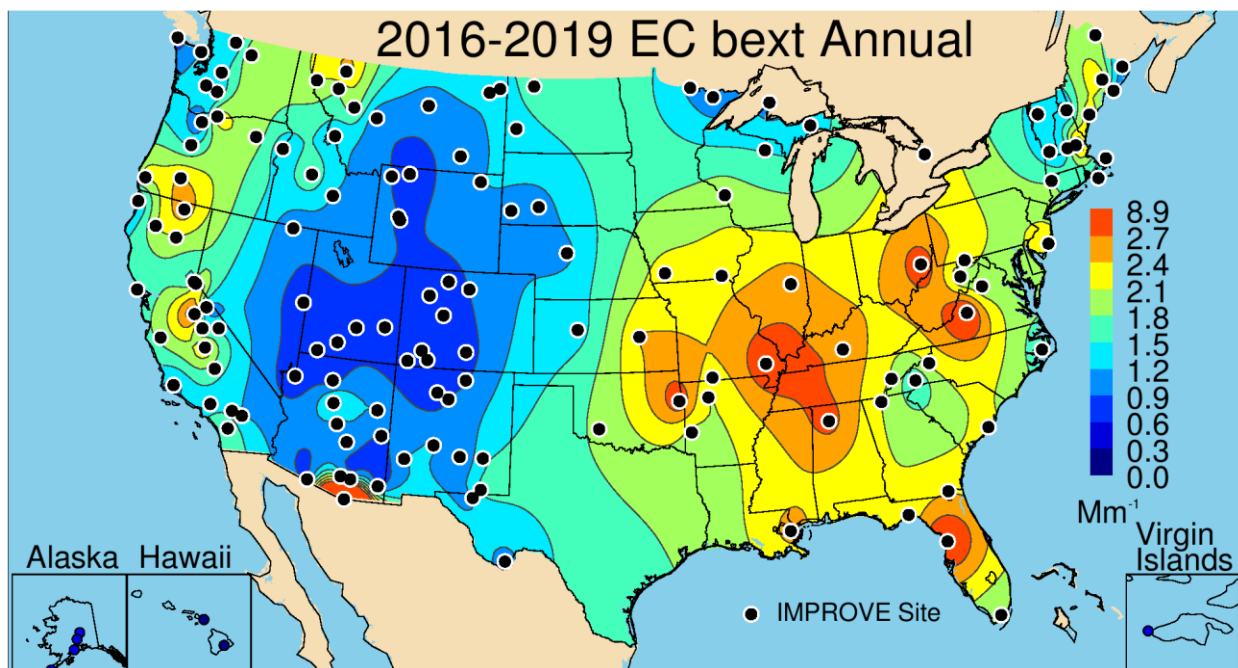 2016-2019 EC bext Annual
8.9
2.7
2.4
2.1
1.8
1.5
1.2
0.9
0.6
0.3
0.0
Mm⁻¹
Alaska
Hawaii
Virgin
Islands
IMPROVE Site